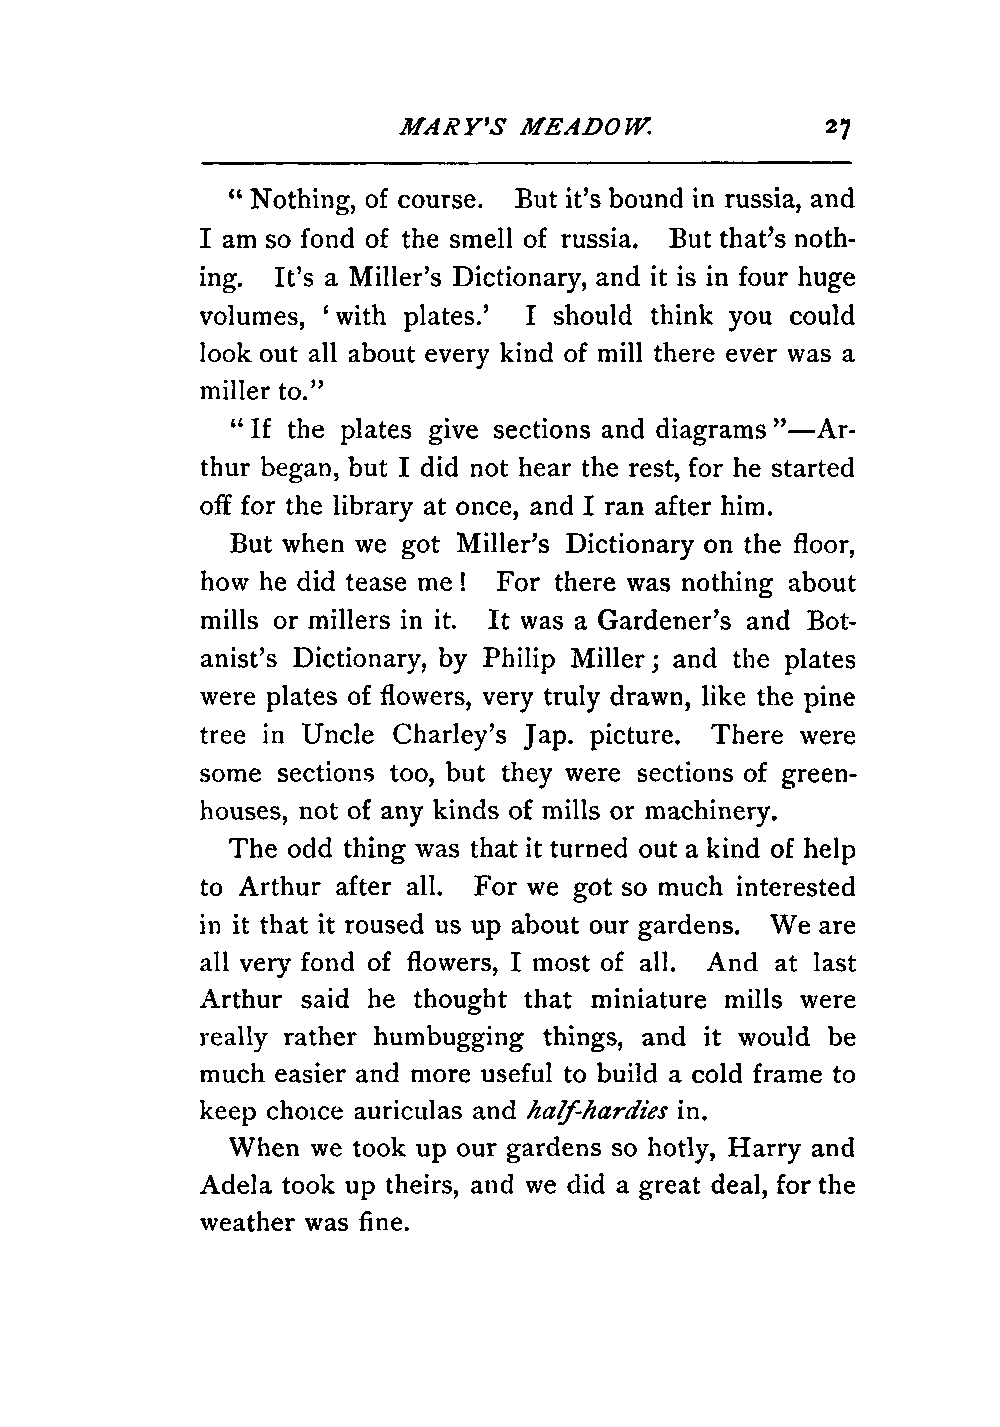 MARY'S MEADOW. 27
“ Nothing, of course. But it's bound in russia, and
I am so fond of the smell of russia. But that's noth-
ing. It's a Miller's Dictionary, and it is in four huge
volumes, ‘ with plates.’ I should think you could
look out all about every kind of mill there ever was a
miller to.”
“ If the plates give sections and diagrams ”—Ar-
thur began, but I did not hear the rest, for he started
off for the library at once, and I ran after him.
But when we got Miller's Dictionary on the floor,
how he did tease me ! For there was nothing about
mills or millers in it. It was a Gardener's and Bot-
anist's Dictionary, by Philip Miller ; and the plates
were plates of flowers, very truly drawn, like the pine
tree in Uncle Charley's Jap. picture. There were
some sections too, but they were sections of green-
houses, not of any kinds of mills or machinery.
The odd thing was that it turned out a kind of help
to Arthur after all. For we got so much interested
in it that it roused us up about our gardens. We are
all very fond of flowers, I most of all. And at last
Arthur said he thought that miniature mills were
really rather humbugging things, and it would be
much easier and more useful to build a cold frame to
keep choice auriculas and half-hardies in.
When we took up our gardens so hotly, Harry and
Adela took up theirs, and we did a great deal, for the
weather was fine.